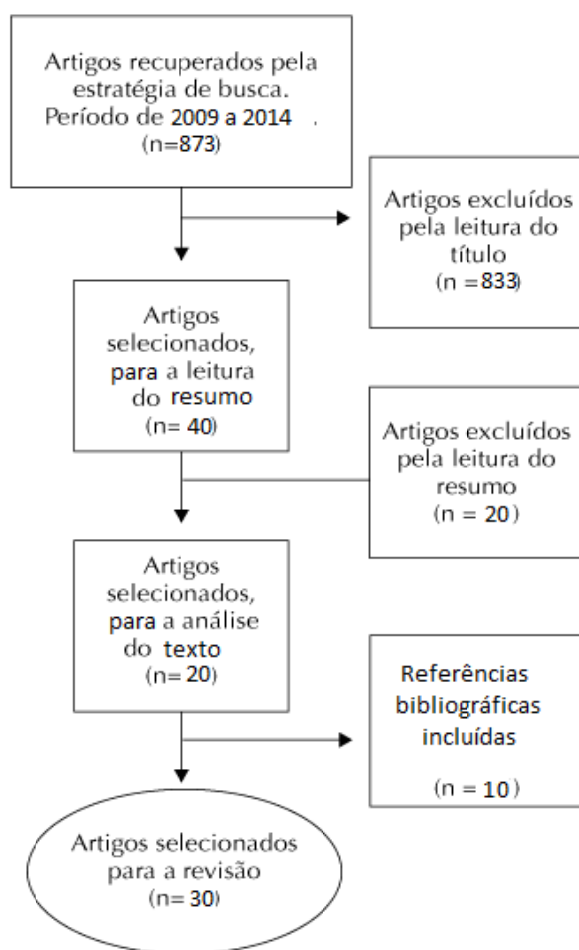 Artigos recuperados pela
estratégia de busca.
Período de 2009 a 2014 .
(n=873)
Artigos excluídos
pela leitura do
título
(n =833)
Artigos
selecionados,
para a leitura
do resumo
(n= 40)
Artigos excluídos
pela leitura do
resumo
(n = 20 )
Artigos
selecionados,
para a análise
do texto
(n= 20)
Referências
bibliográficas
incluídas
(n = 10 )
Artigos selecionados
para a revisão
(n= 30)